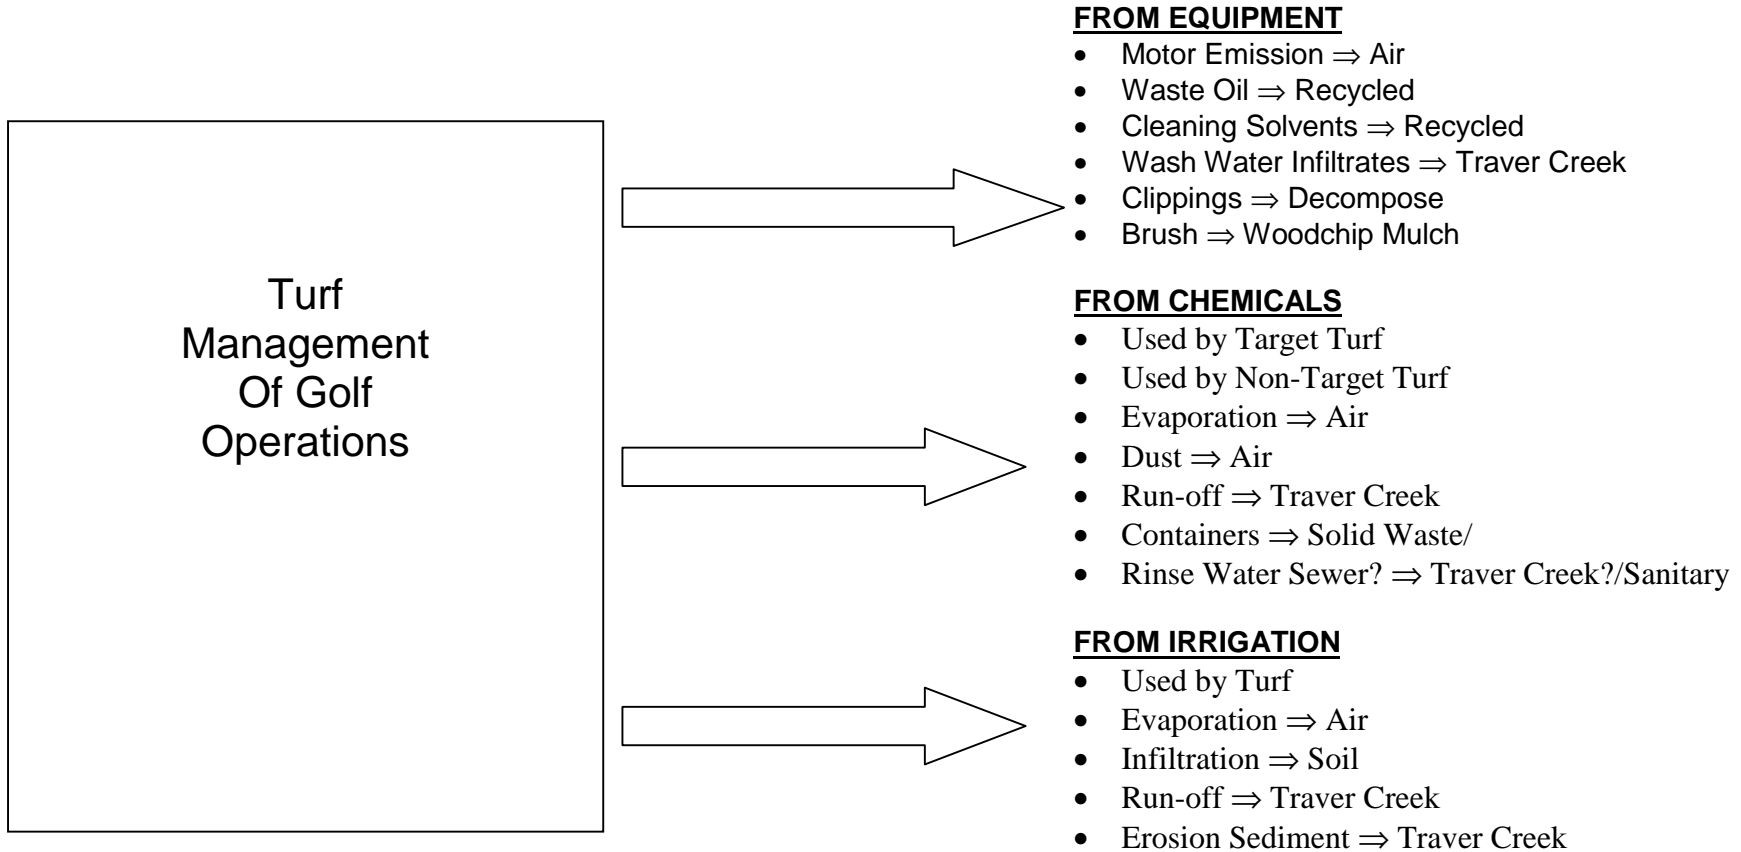 Turf
Management
Of Golf
Operations
FROM EQUIPMENT
• Motor Emission ⇒ Air
• Waste Oil ⇒ Recycled
• Cleaning Solvents ⇒ Recycled
• Wash Water Infiltrates ⇒ Traver Creek
• Clippings ⇒ Decompose
• Brush ⇒ Woodchip Mulch
FROM CHEMICALS
• Used by Target Turf
• Used by Non-Target Turf
• Evaporation ⇒ Air
• Dust ⇒ Air
• Run-off ⇒ Traver Creek
• Containers ⇒ Solid Waste/
• Rinse Water Sewer? ⇒ Traver Creek?/Sanitary
FROM IRRIGATION
• Used by Turf
• Evaporation ⇒ Air
• Infiltration ⇒ Soil
• Run-off ⇒ Traver Creek
• Erosion Sediment ⇒ Traver Creek